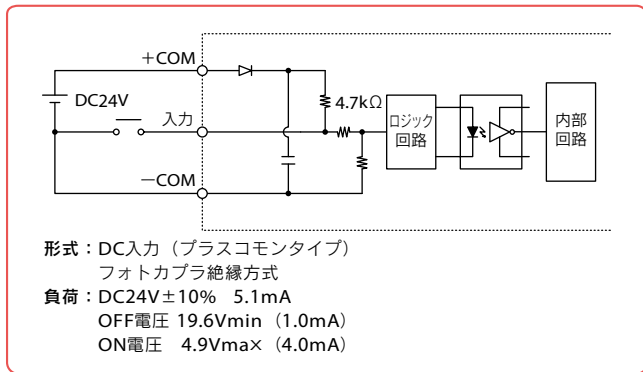 +COM
DC24V
4.7kΩ
入力
ロジック
回路
内部
回路
−COM
形式：DC入力（プラスコモンタイプ）
フォトカプラ絶縁方式
負荷：DC24V±10% 5.1mA
OFF電圧 19.6Vmin（1.0mA）
ON電圧 4.9Vma×（4.0mA）